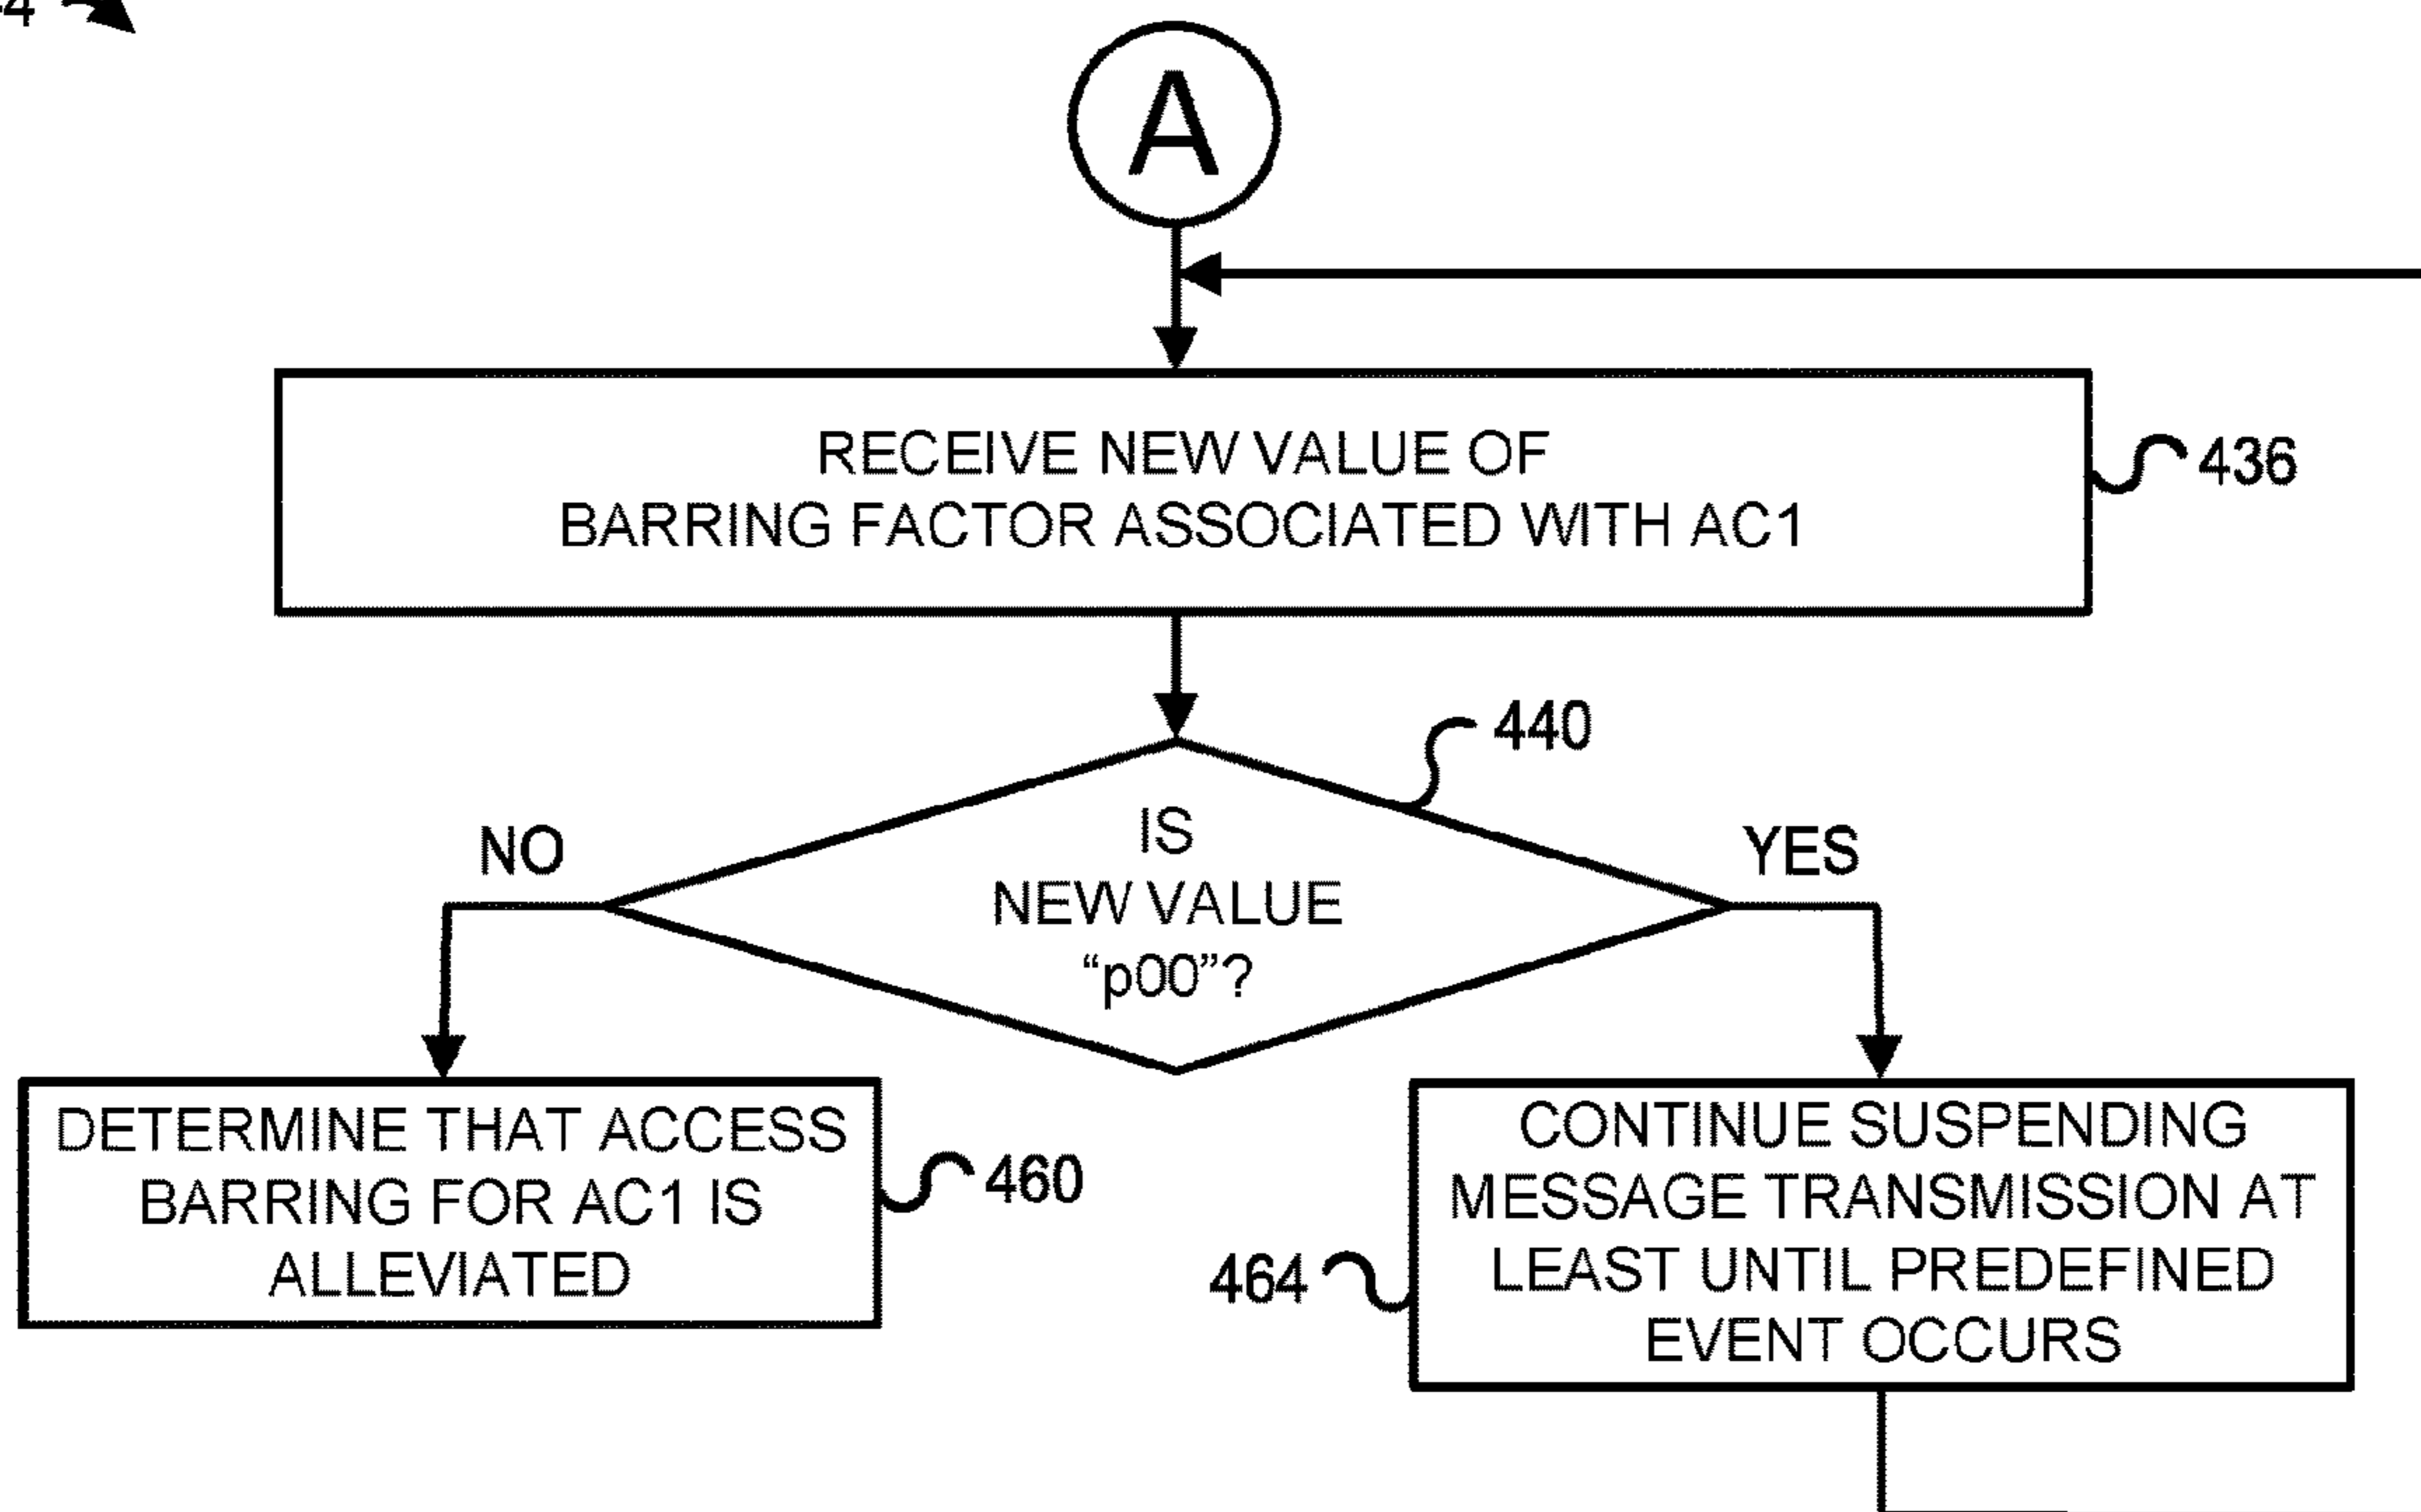 A
RECEIVE NEW VALUE OF
BARRING FACTOR ASSOCIATED WITH AC1
436
440
IS
NEW VALUE
“p00”?
NO
YES
DETERMINE THAT ACCESS
BARRING FOR AC1 IS
ALLEVIATED
460
464
CONTINUE SUSPENDING
MESSAGE TRANSMISSION AT
LEAST UNTIL PREDEFINED
EVENT OCCURS